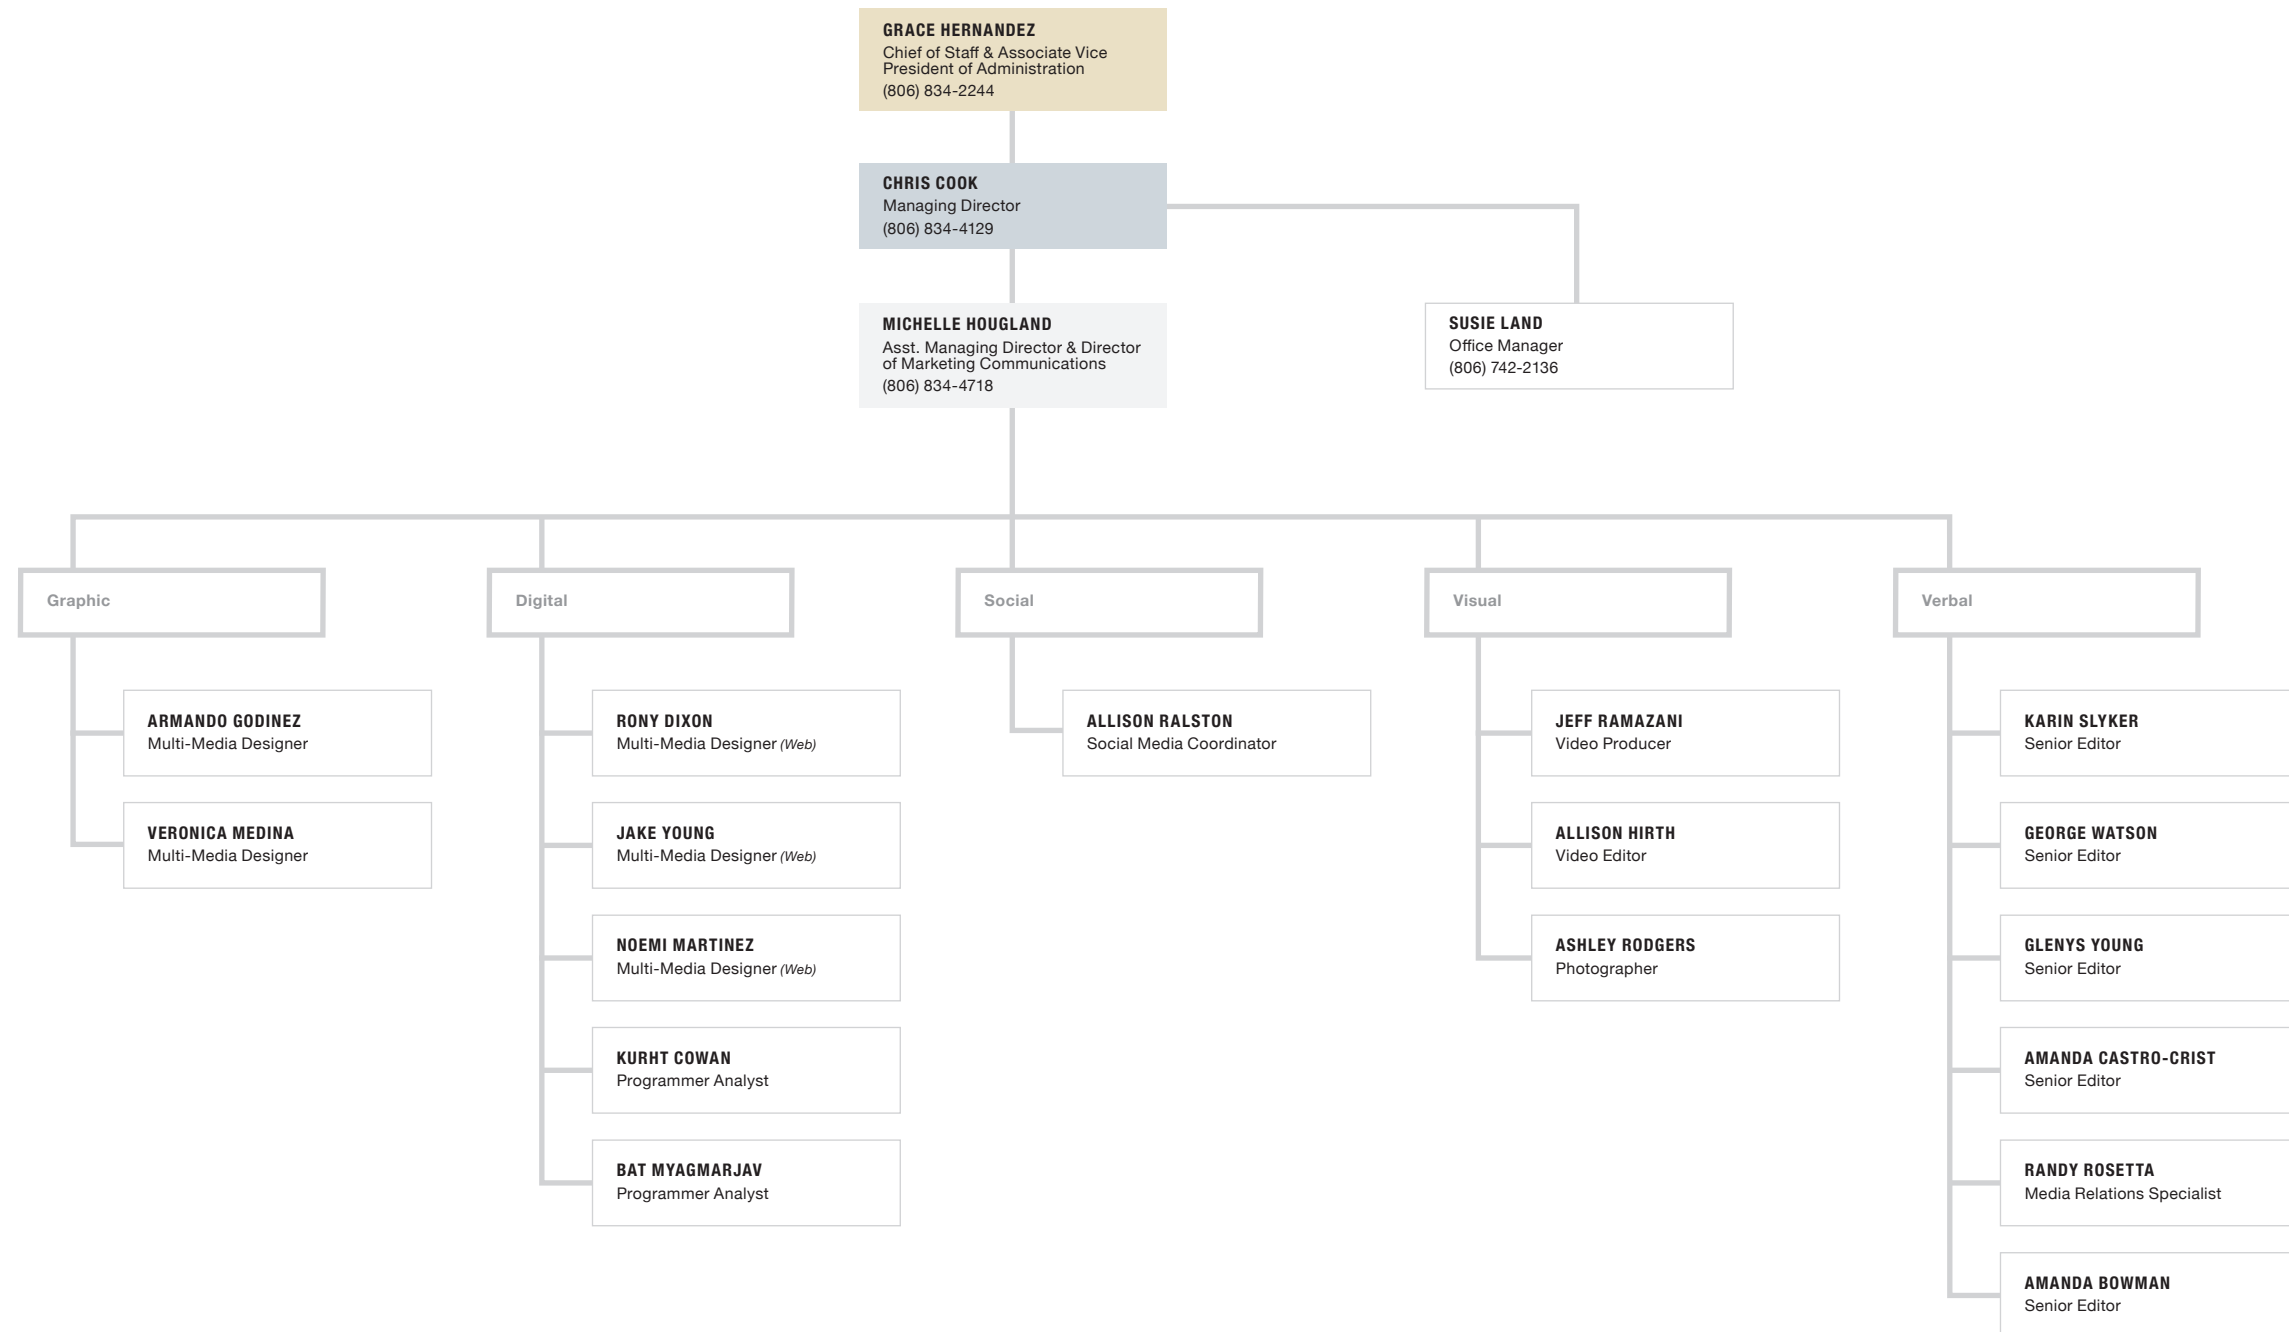 GRACE HERNANDEZ
Chief of Staff & Associate Vice
President of Administration
(806) 834-2244
CHRIS COOK
Managing Director
(806) 834-4129
MICHELLE HOUGLAND
Asst. Managing Director & Director
of Marketing Communications
(806) 834-4718
SUSIE LAND
Office Manager
(806) 742-2136
Graphic
ARMANDO GODINEZ
Multi-Media Designer
VERONICA MEDINA
Multi-Media Designer
Digital
RONY DIXON
Multi-Media Designer (Web)
JAKE YOUNG
Multi-Media Designer (Web)
NOEMI MARTINEZ
Multi-Media Designer (Web)
KURHT COWAN
Programmer Analyst
BAT MYAGMARJAV
Programmer Analyst
Social
ALLISON RALSTON
Social Media Coordinator
Visual
JEFF RAMAZANI
Video Producer
ALLISON HIRTH
Video Editor
ASHLEY RODGERS
Photographer
Verbal
KARIN SLYKER
Senior Editor
GEORGE WATSON
Senior Editor
GLENYS YOUNG
Senior Editor
AMANDA CASTRO-CRIST
Senior Editor
RANDY ROSETTA
Media Relations Specialist
AMANDA BOWMAN
Senior Editor